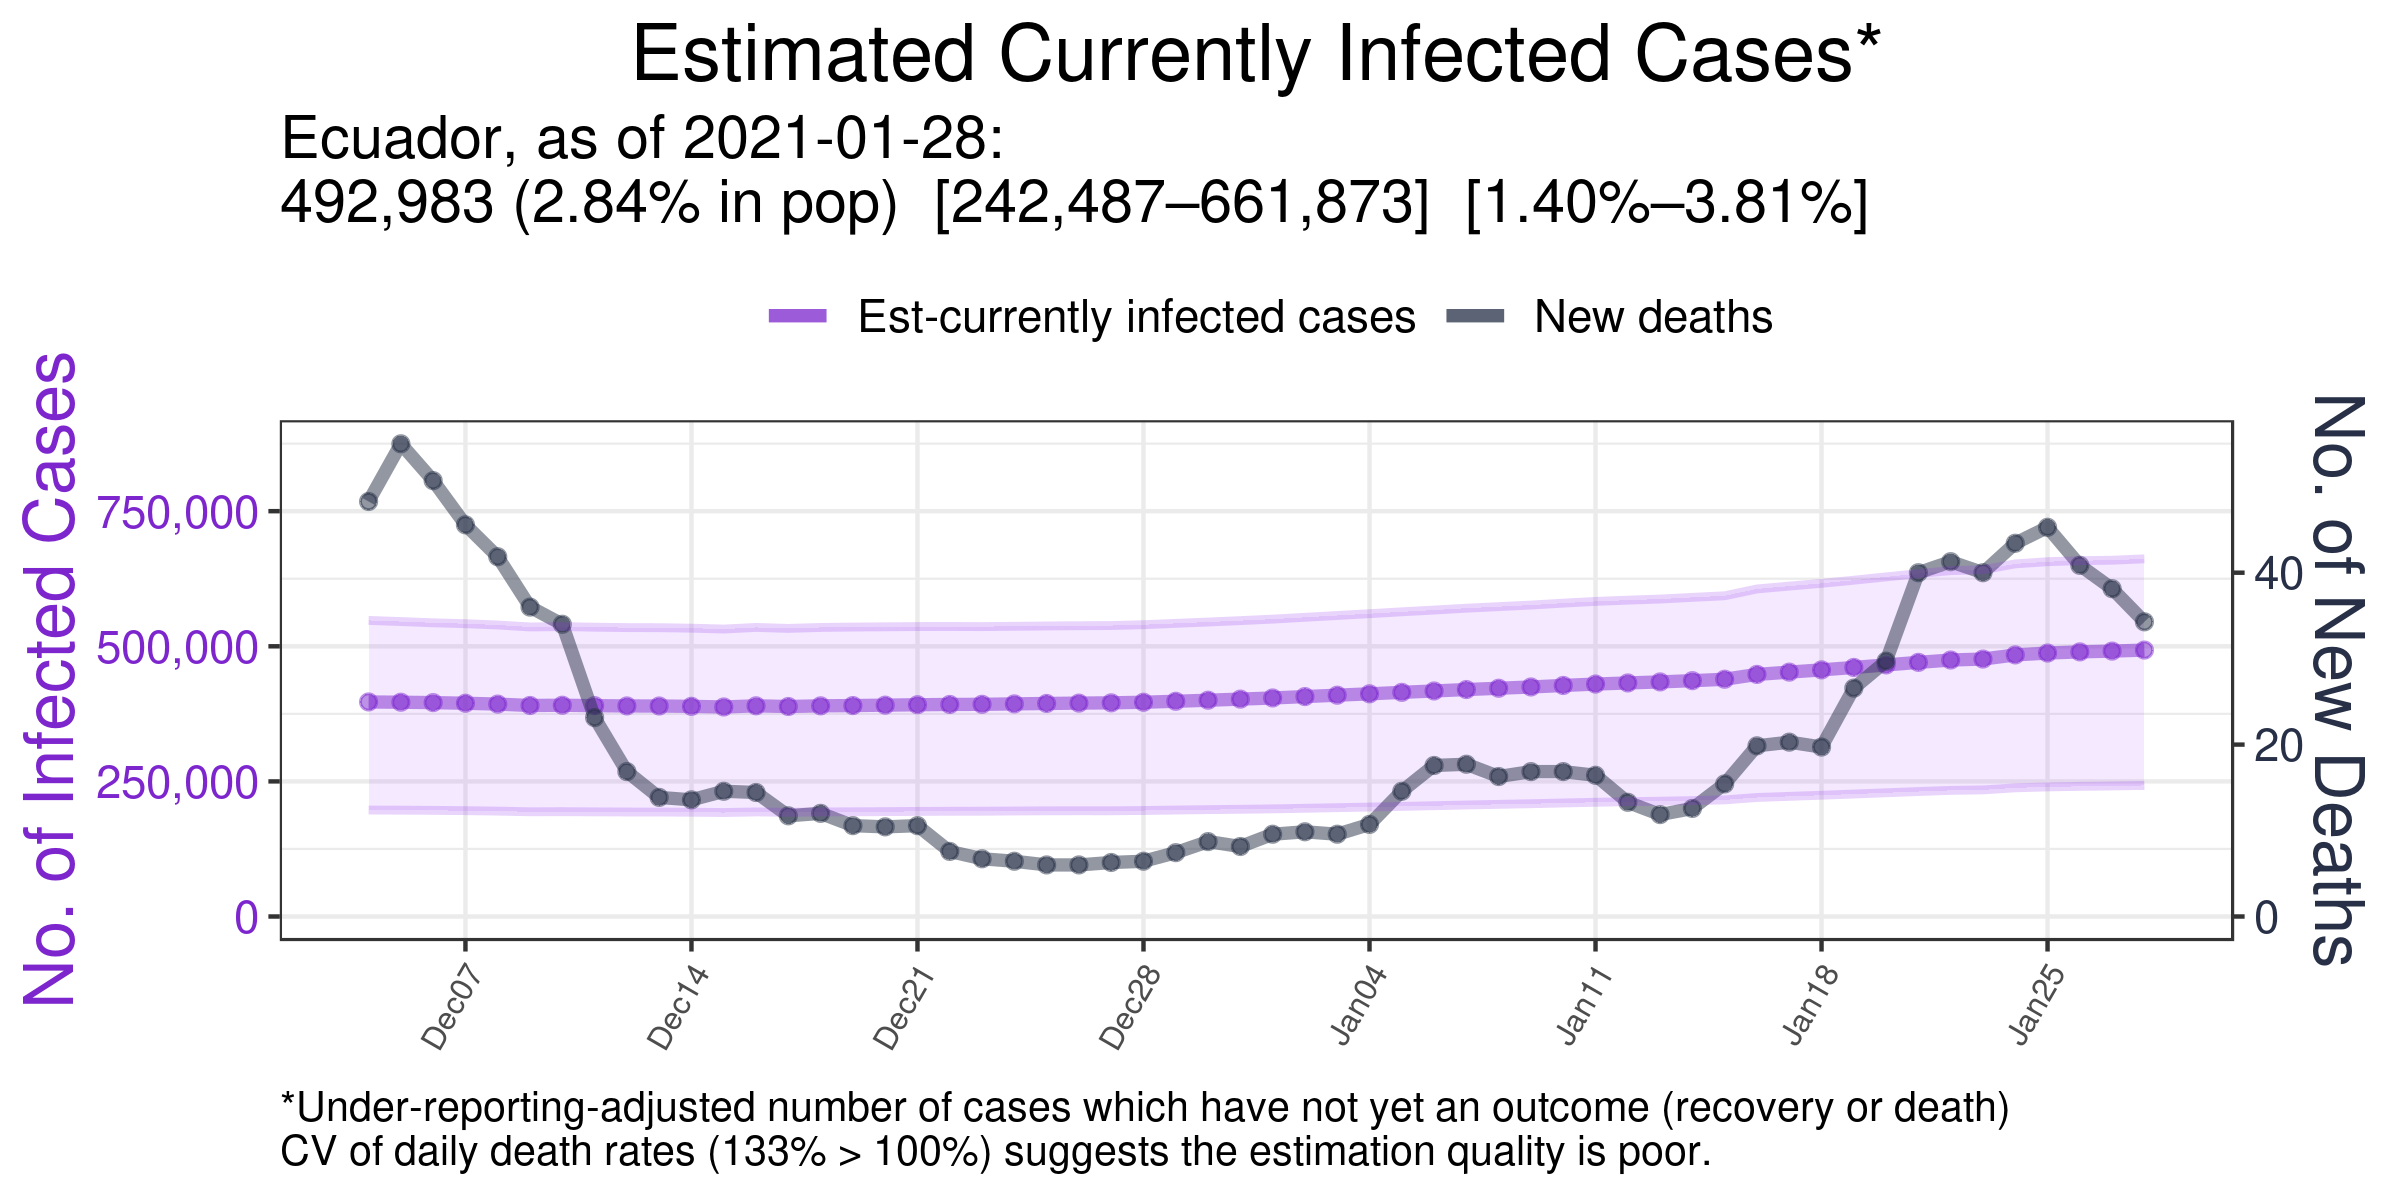 Estimated Currently Infected Cases*
Ecuador, as of 2021-01-28:
492,983 (2.84% in pop) [242,487–661,873] [1.40%–3.81%]
Est-currently infected cases
New deaths
No. of Infected Cases
750,000
500,000
250,000
0
No. of New Deaths
40
20
0
Dec07
Dec14
Dec21
Dec28
Jan04
Jan11
Jan18
Jan25
*Under-reporting-adjusted number of cases which have not yet an outcome (recovery or death)
CV of daily death rates (133% > 100%) suggests the estimation quality is poor.